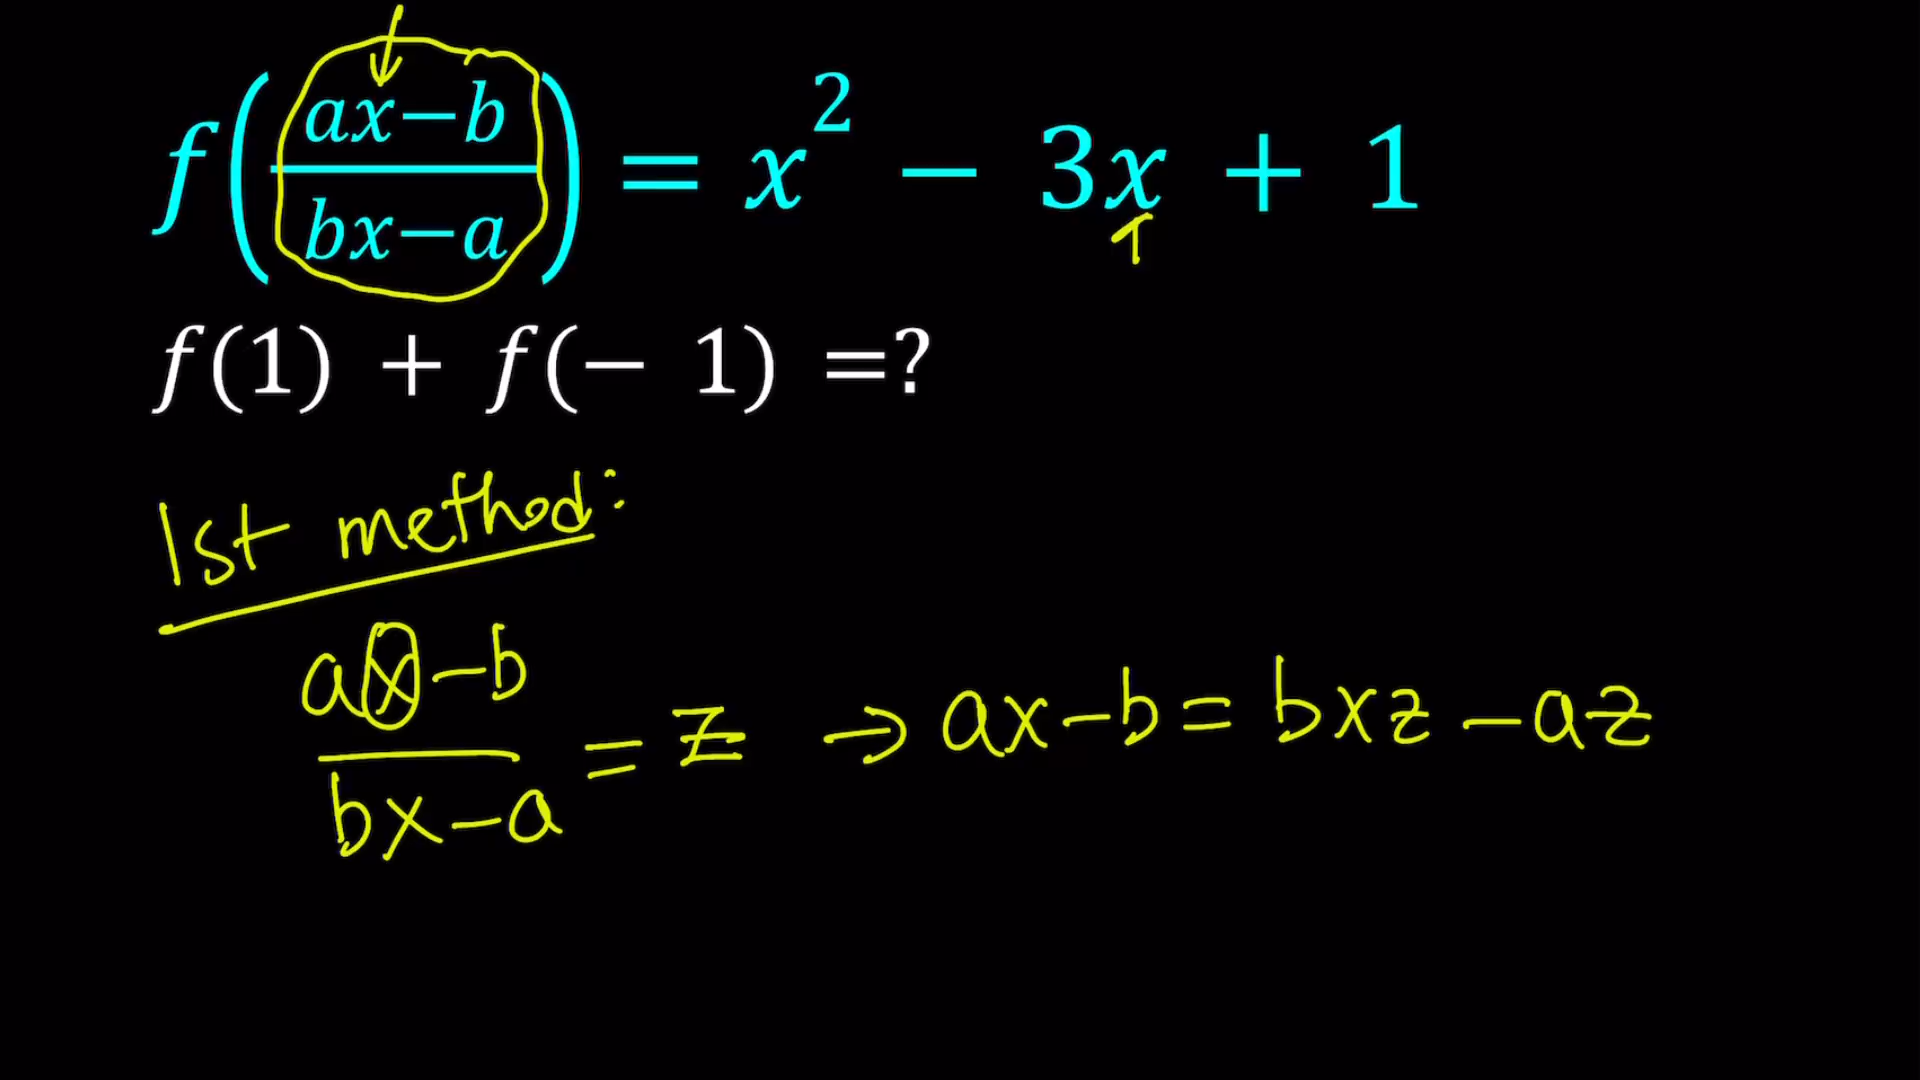 f((ax−b)/(bx−a)) = x² − 3x + 1
f(1) + f(− 1) =?
1st method:
(ax−b)/(bx−a) = z → ax−b = bxz −az